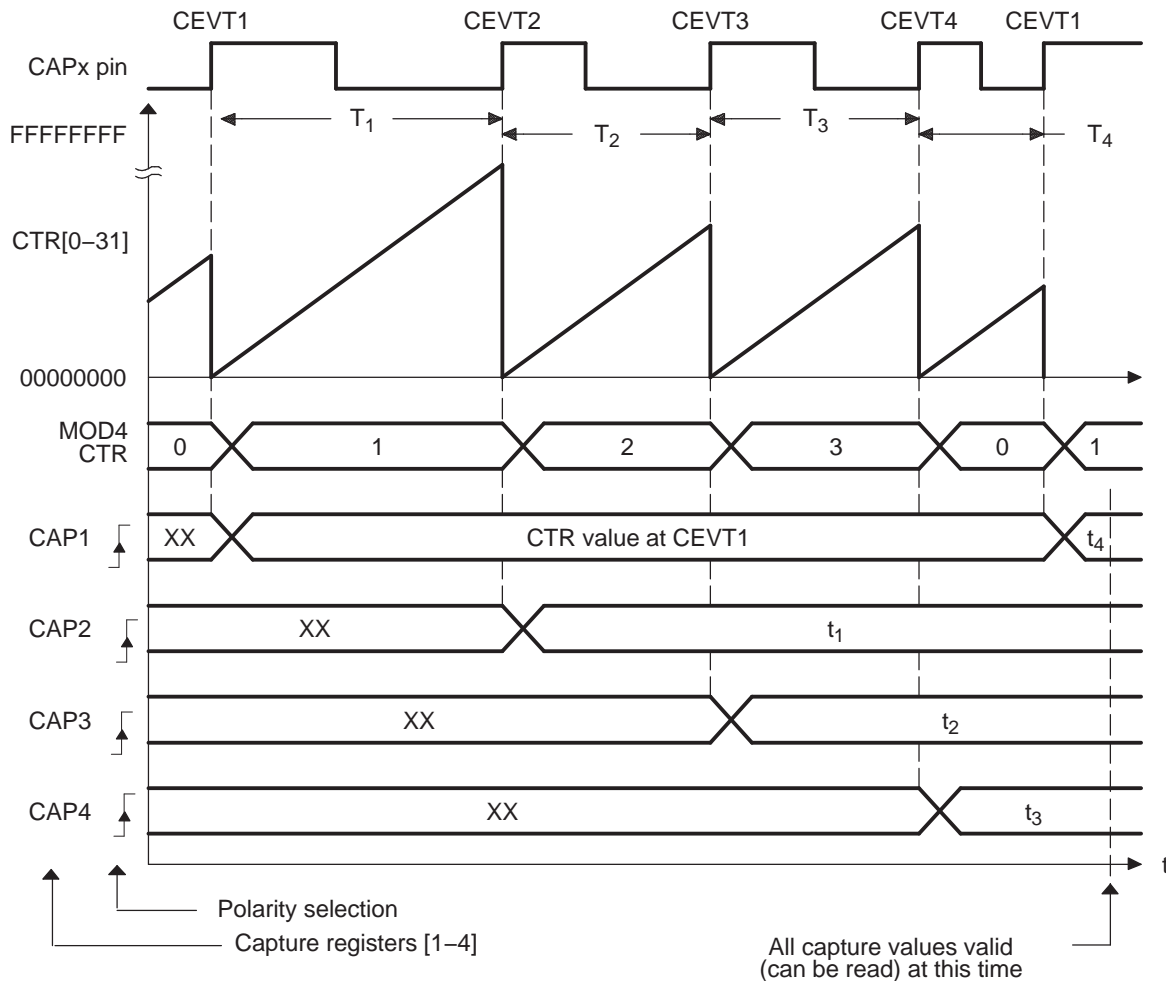 CEVT1 CEVT2 CEVT3 CEVT4 CEVT1
CAPx pin
T1 T3
FFFFFFFF T2 T4
CTR[0−31]
00000000
MOD4
CTR 0 1 2 3 0 1
CAP1 XX CTR value at CEVT1 t4
CAP2 XX t1
CAP3 XX t2
CAP4 XX t3
t
Polarity selection
Capture registers [1−4]
All capture values valid
(can be read) at this time